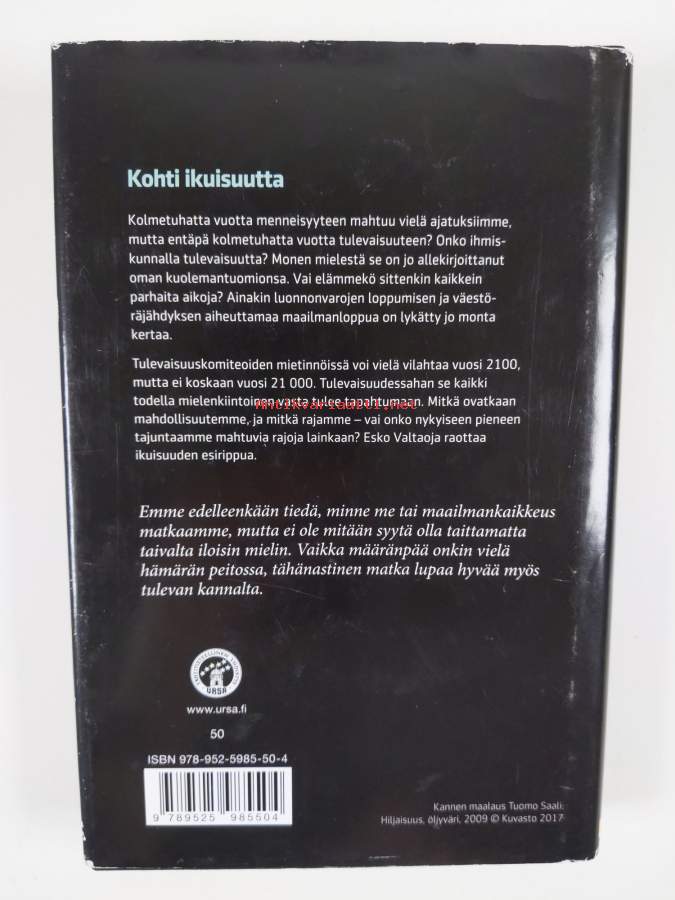 Kohti ikuisuutta
Kolmetuhatta vuotta menneisyyteen mahtuu vielä ajatuksiimme,
mutta entäpä kolmetuhatta vuotta tulevaisuuteen? Onko ihmis-
kunnalla tulevaisuutta? Monen mielestä se on jo allekirjoittanut
oman kuolemantuomionsa. Vai elämmekö sittenkin kaikkein
parhaita aikoja? Ainakin luonnonvarojen loppumisen ja väestö-
räjähdyksen aiheuttamaa maailmanloppua on lykätty jo monta
kertaa.
Tulevaisuuskomiteoiden mietinnöissä voi vielä vilahtaa vuosi 2100,
mutta ei koskaan vuosi 21 000. Tulevaisuudessahan se kaikki
todella mielenkiintoinen vasta tulee tapahtumaan. Mitkä ovatkaan
Antikvariaatti.net
mahdollisuutemme, ja mitkä rajamme – vai onko nykyiseen pieneen
tajuntaamme mahtuvia rajoja lainkaan? Esko Valtaoja raottaa
ikuisuuden esirippua.
Emme edelleenkään tiedä, minne me tai maailmankaikkeus
matkaamme, mutta ei ole mitään syytä olla taittamatta
taivalta iloisin mielin. Vaikka määränpää onkin vielä
hämärän peitossa, tähänastinen matka lupaa hyvää myös
tulevan kannalta.
URSA
www.ursa.fi
50
ISBN 978-952-5985-50-4
9 789525 985504
Kannen maalaus Tuomo Saali:
Hiljaisuus, öljyväri, 2009 © Kuvasto 2017